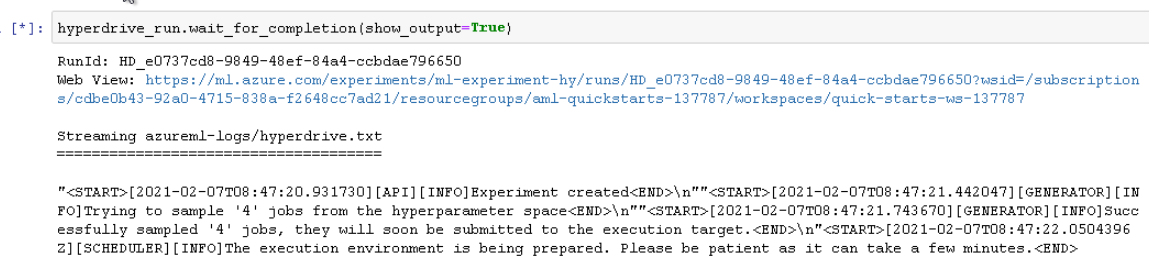 [*]: hyperdrive_run.wait_for_completion(show_output=True)
RunId: HD_e0737cd8-9849-48ef-84a4-ccbdae796650
Web View: https://ml.azure.com/experiments/ml-experiment-hy/runs/HD_e0737cd8-9849-48ef-84a4-ccbdae796650?wsid=/subscription
s/cdbe0b43-92a0-4715-838a-f2648cc7ad21/resourcegroups/aml-quickstarts-137787/workspaces/quick-starts-ws-137787
Streaming azureml-logs/hyperdrive.txt
=====================================
"<START>[2021-02-07T08:47:20.931730][API][INFO]Experiment created<END>\n""<START>[2021-02-07T08:47:21.442047][GENERATOR][IN
FO]Trying to sample '4' jobs from the hyperparameter space<END>\n""<START>[2021-02-07T08:47:21.743670][GENERATOR][INFO]Succ
essfully sampled '4' jobs, they will soon be submitted to the execution target.<END>\n"<START>[2021-02-07T08:47:22.0504396
Z][SCHEDULER][INFO]The execution environment is being prepared. Please be patient as it can take a few minutes.<END>